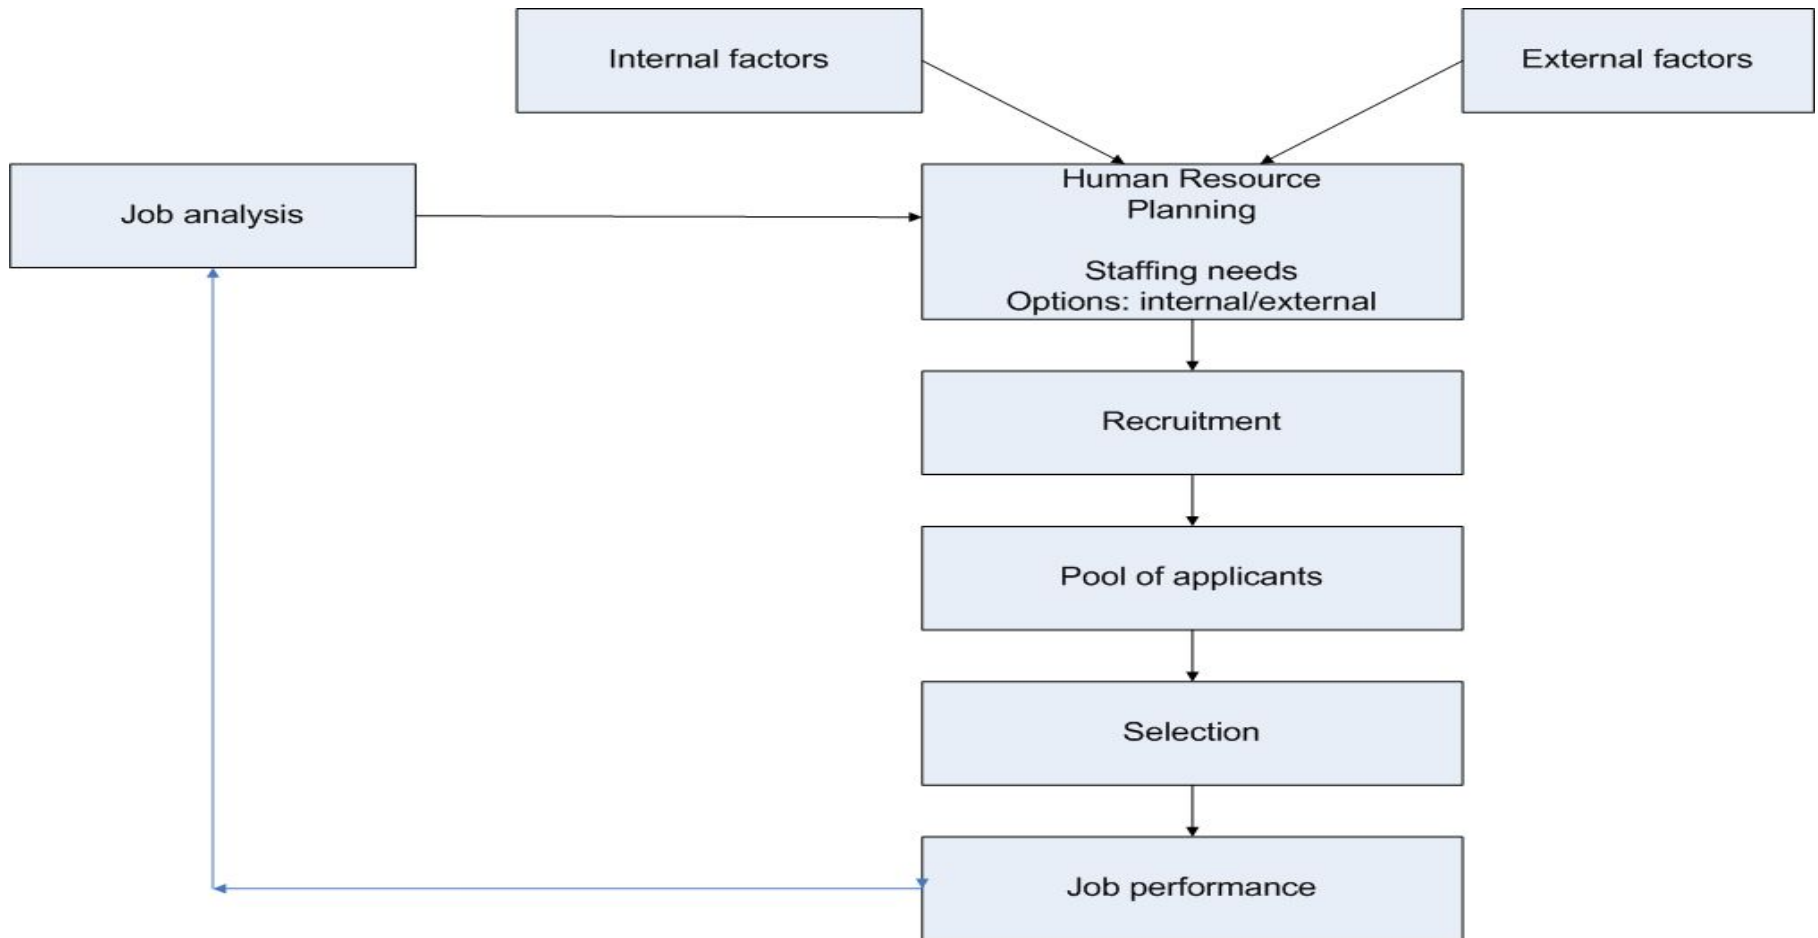 Internal factors
External factors
Job analysis
Human Resource
Planning
Staffing needs
Options: internal/external
Recruitment
Pool of applicants
Selection
Job performance